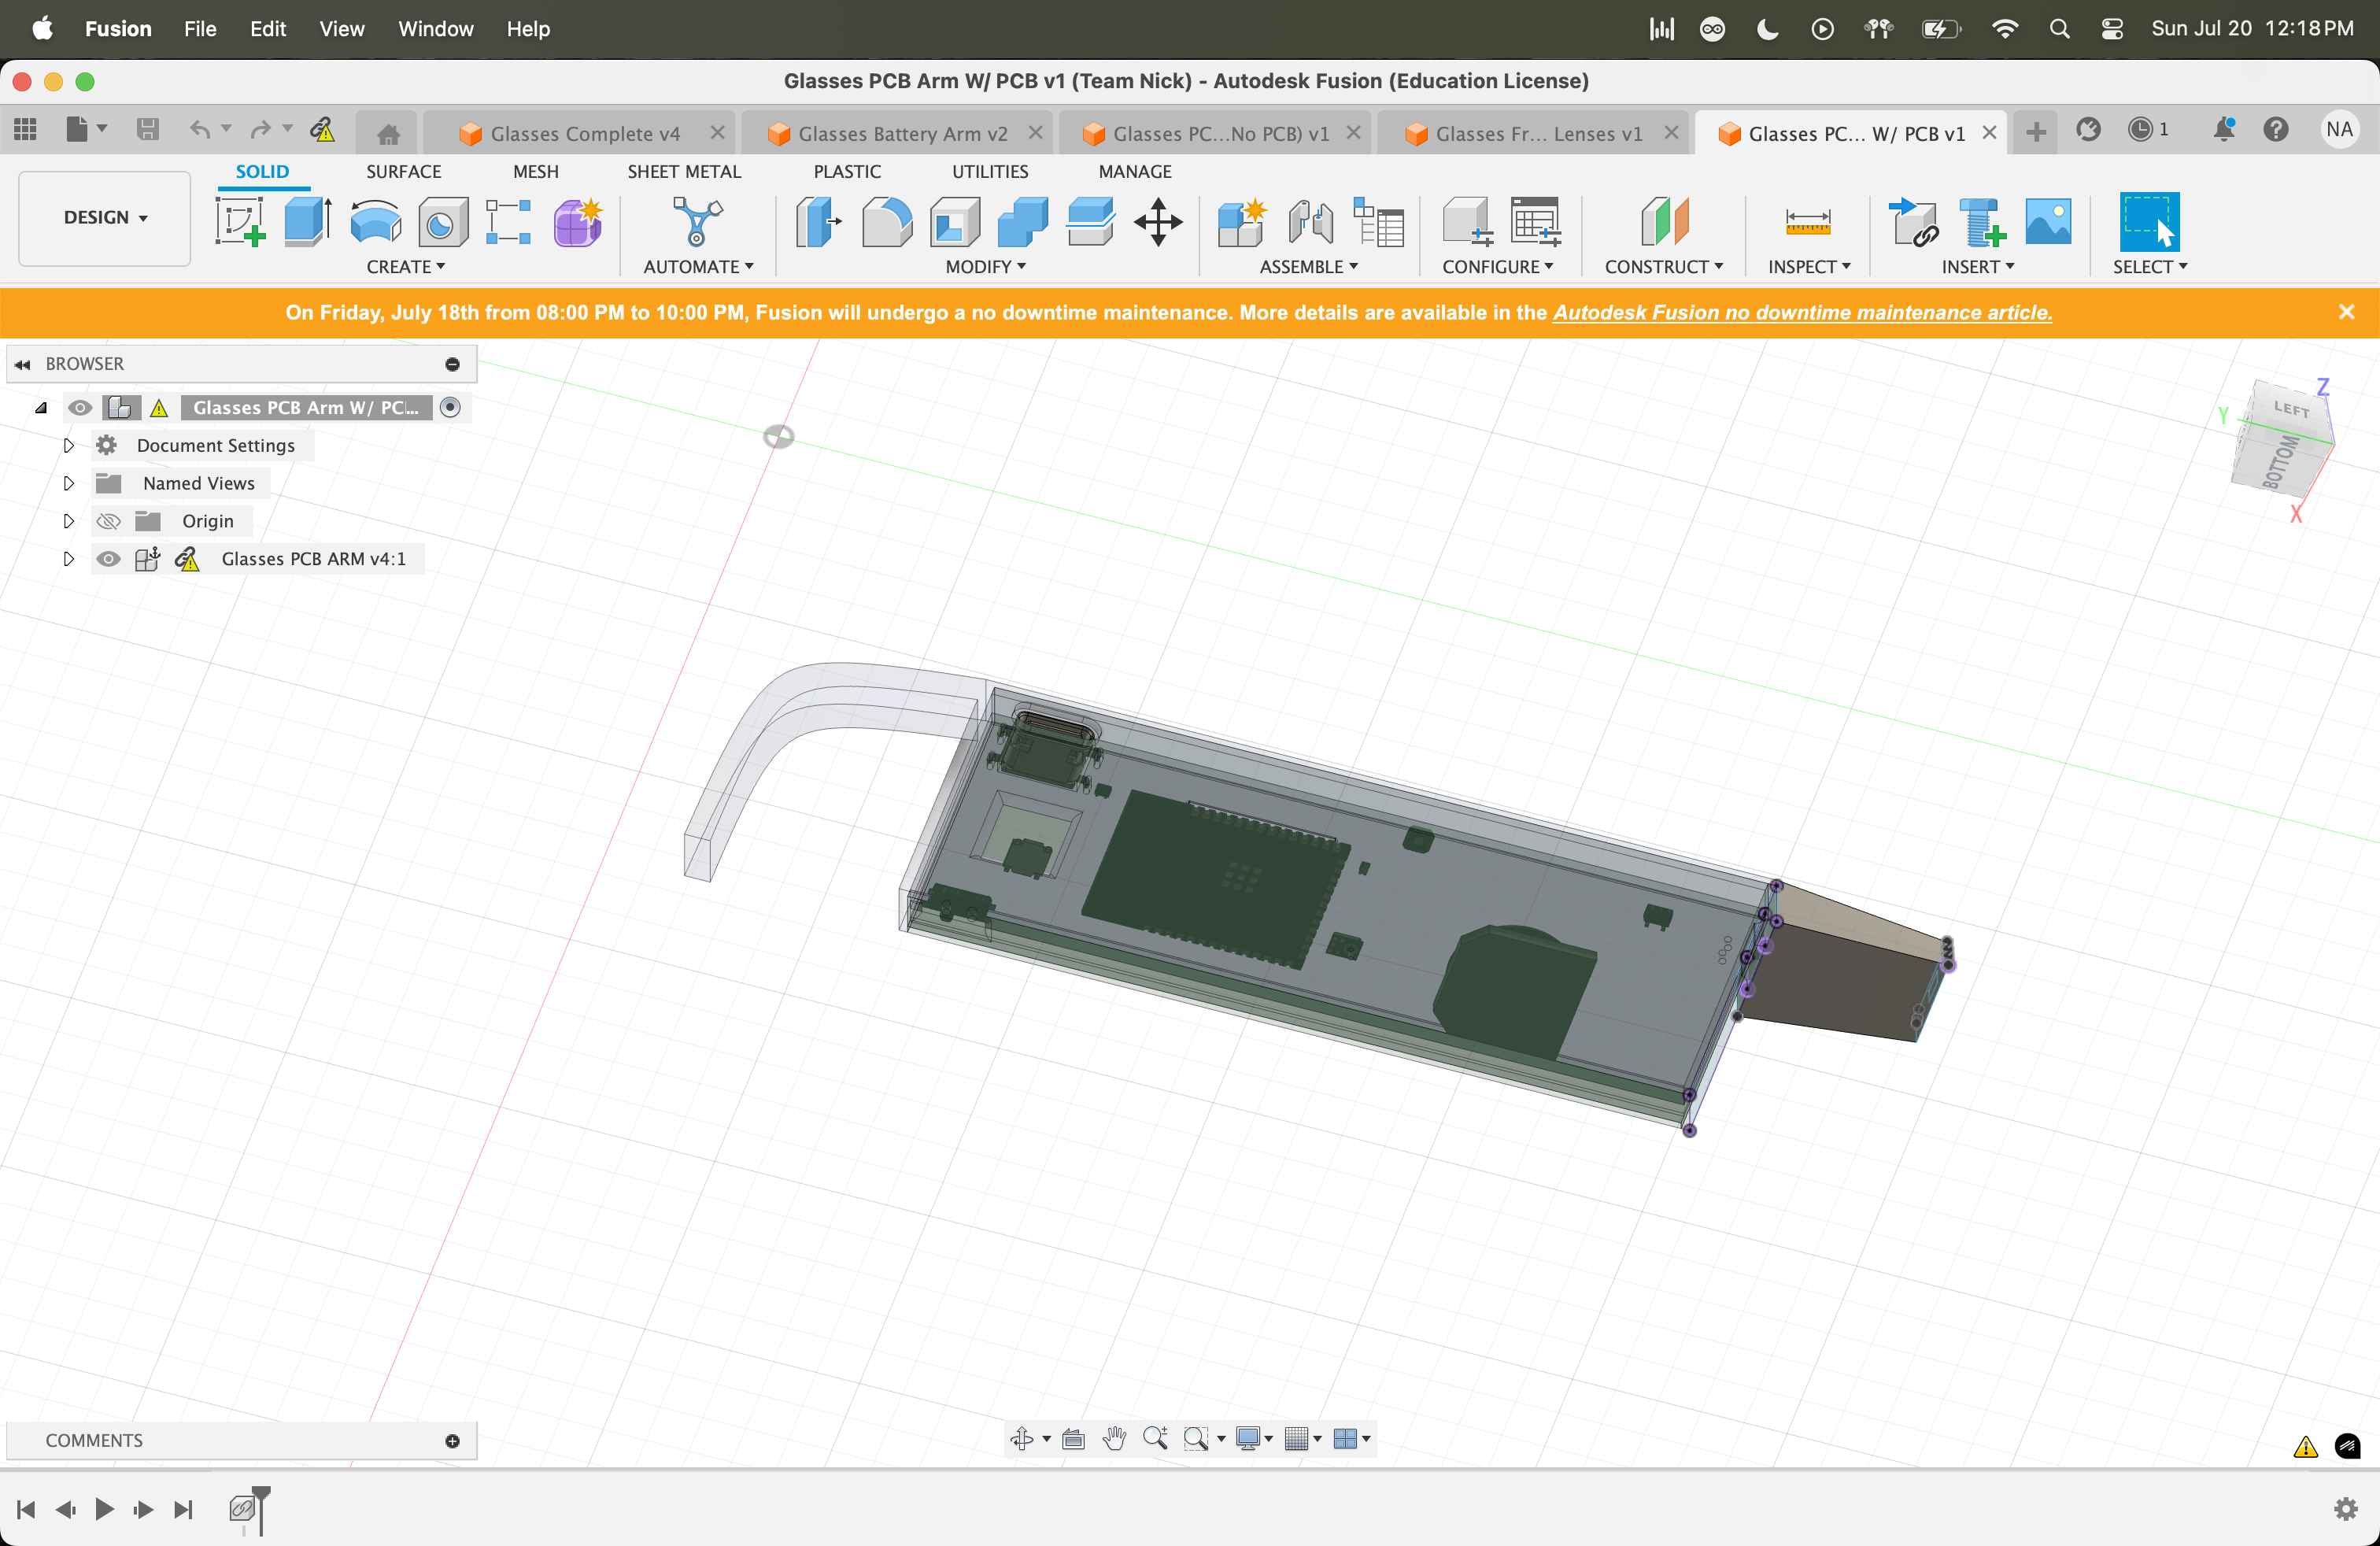 Fusion File Edit View Window Help Sun Jul 20 12:18 PM
Glasses PCB Arm W/ PCB v1 (Team Nick) - Autodesk Fusion (Education License)
Glasses Complete v4 Glasses Battery Arm v2 Glasses PC...No PCB) v1 Glasses Fr... Lenses v1 Glasses PC... W/ PCB v1 1 NA
SOLID SURFACE MESH SHEET METAL PLASTIC UTILITIES MANAGE
DESIGN
CREATE AUTOMATE MODIFY ASSEMBLE CONFIGURE CONSTRUCT INSPECT INSERT SELECT
On Friday, July 18th from 08:00 PM to 10:00 PM, Fusion will undergo a no downtime maintenance. More details are available in the Autodesk Fusion no downtime maintenance article.
BROWSER
Glasses PCB Arm W/ PC...
Document Settings
Named Views
Origin
Glasses PCB ARM v4:1
Z
Y
LEFT
BOTTOM
X
COMMENTS